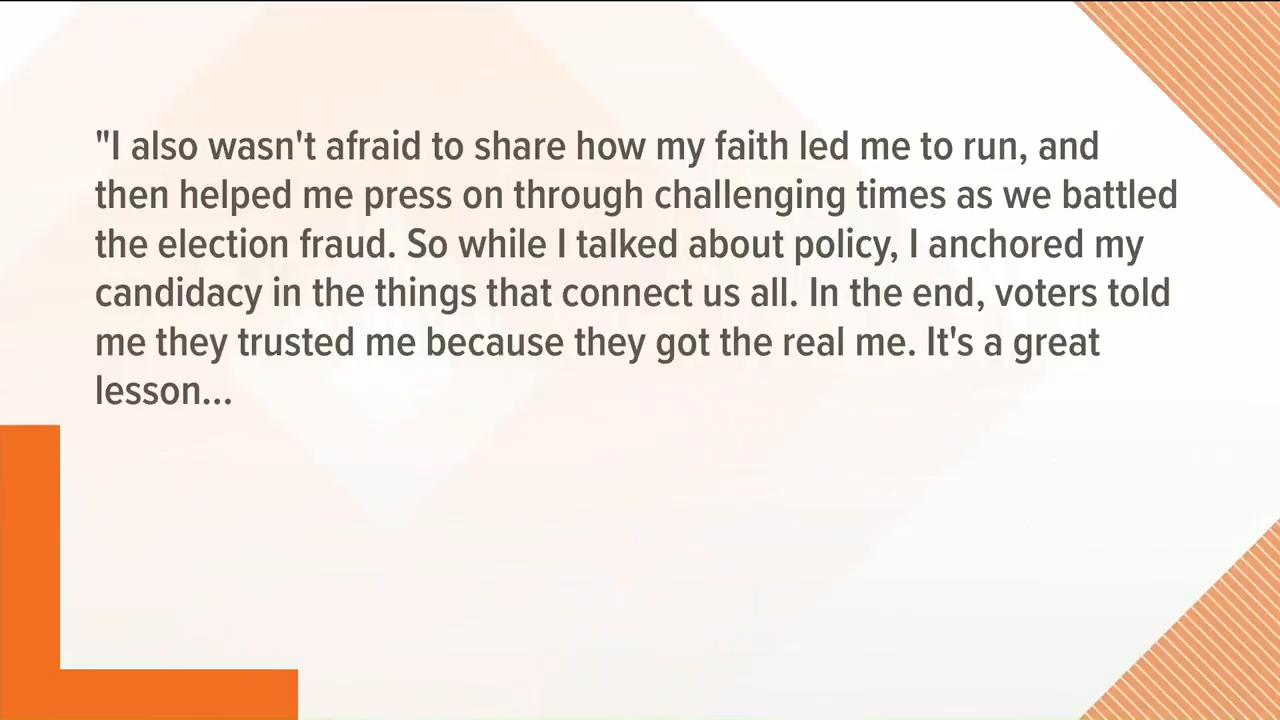 "I also wasn't afraid to share how my faith led me to run, and
then helped me press on through challenging times as we battled
the election fraud. So while I talked about policy, I anchored my
candidacy in the things that connect us all. In the end, voters told
me they trusted me because they got the real me. It's a great
lesson...